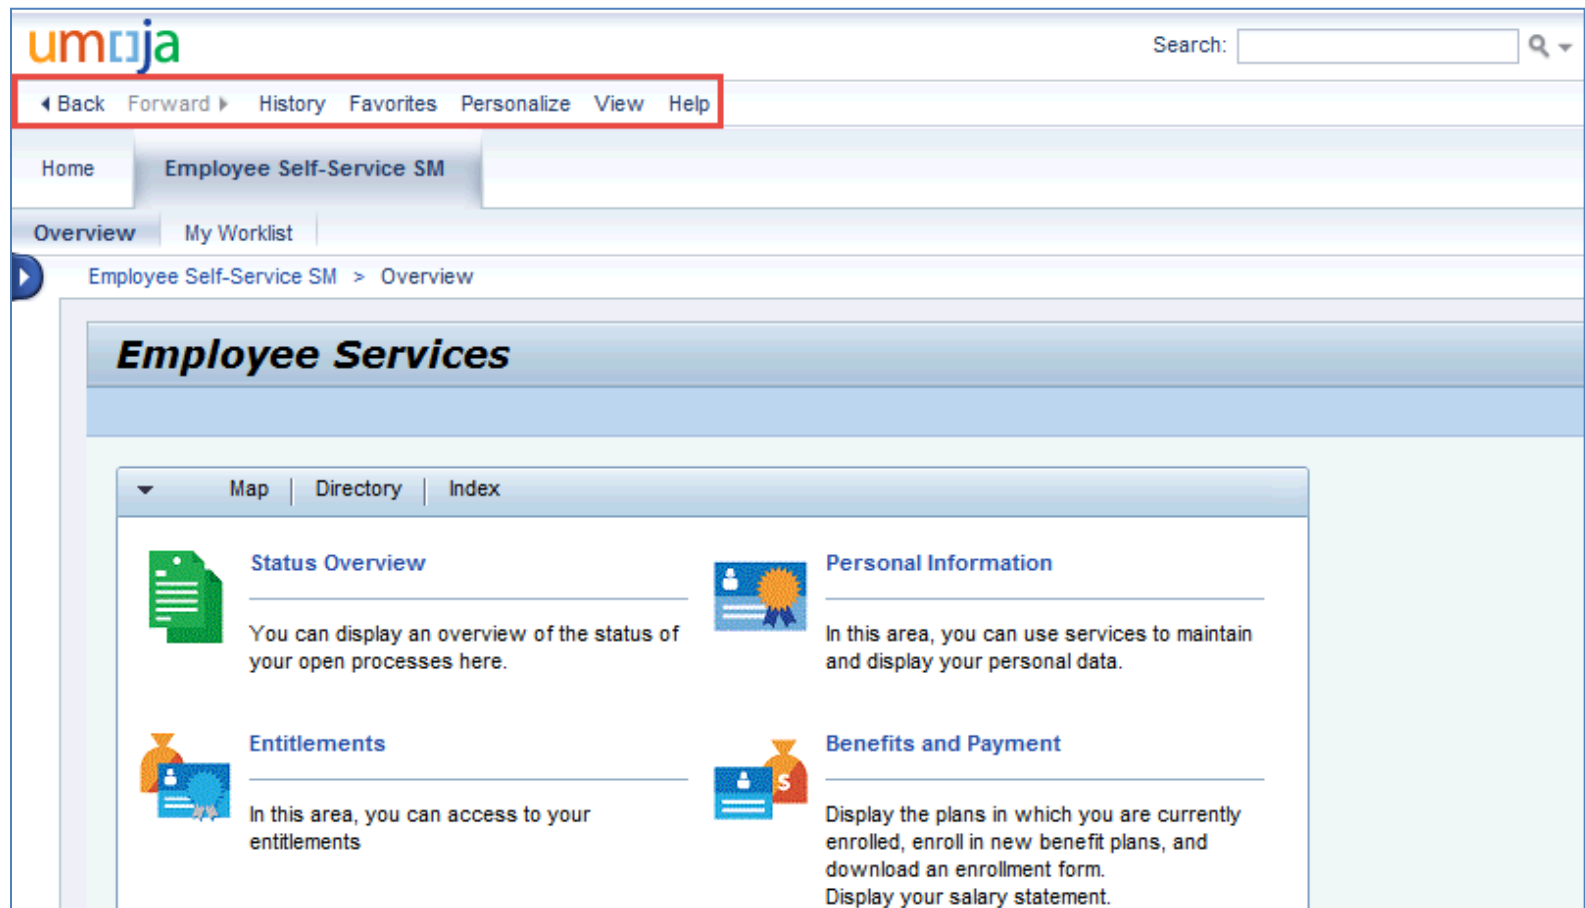 umoja
Search:
Back Forward History Favorites Personalize View Help
Home Employee Self-Service SM
Overview My Worklist
Employee Self-Service SM > Overview
Employee Services
Map | Directory | Index
Status Overview
You can display an overview of the status of
your open processes here.
Personal Information
In this area, you can use services to maintain
and display your personal data.
Entitlements
In this area, you can access to your
entitlements
Benefits and Payment
$
Display the plans in which you are currently
enrolled, enroll in new benefit plans, and
download an enrollment form.
Display your salary statement.